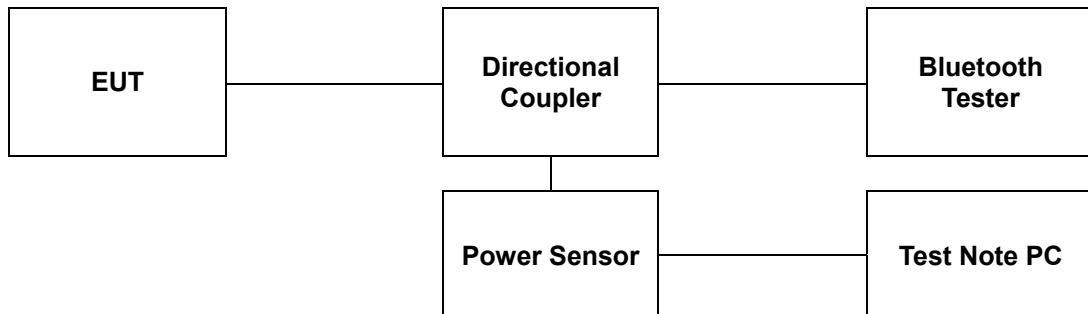 EUT
Directional
Coupler
Bluetooth
Tester
Power Sensor
Test Note PC